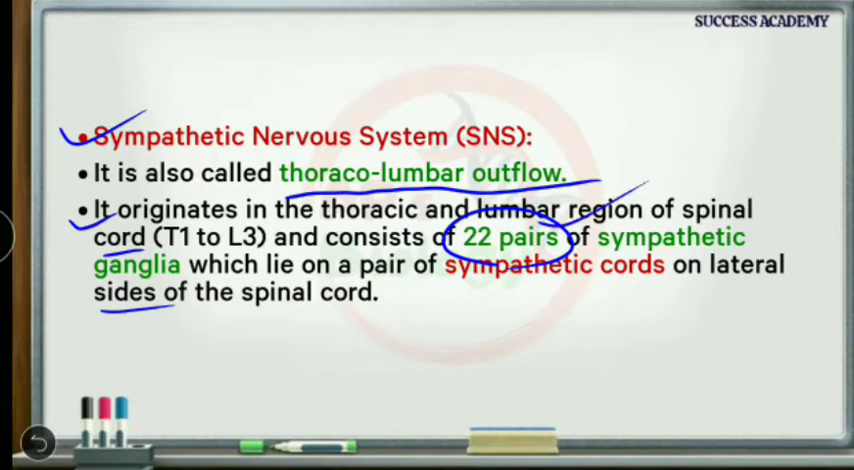 SUCCESS ACADEMY
• Sympathetic Nervous System (SNS):
• It is also called thoraco-lumbar outflow.
• It originates in the thoracic and lumbar region of spinal
cord (T1 to L3) and consists of 22 pairs of sympathetic
ganglia which lie on a pair of sympathetic cords on lateral
sides of the spinal cord.